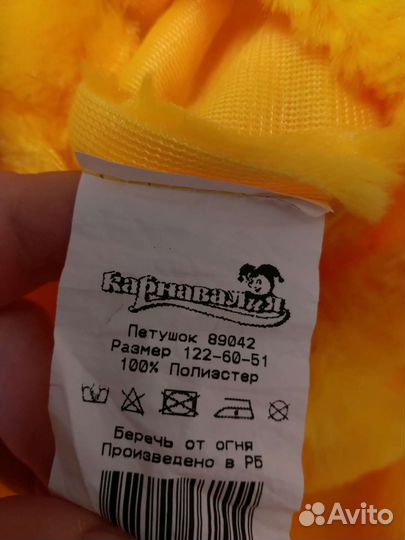 Карнавалия
Петушок 89042
Размер 122-60-51
100% Полиэстер
Беречь от огня
Произведено в РБ
Avito